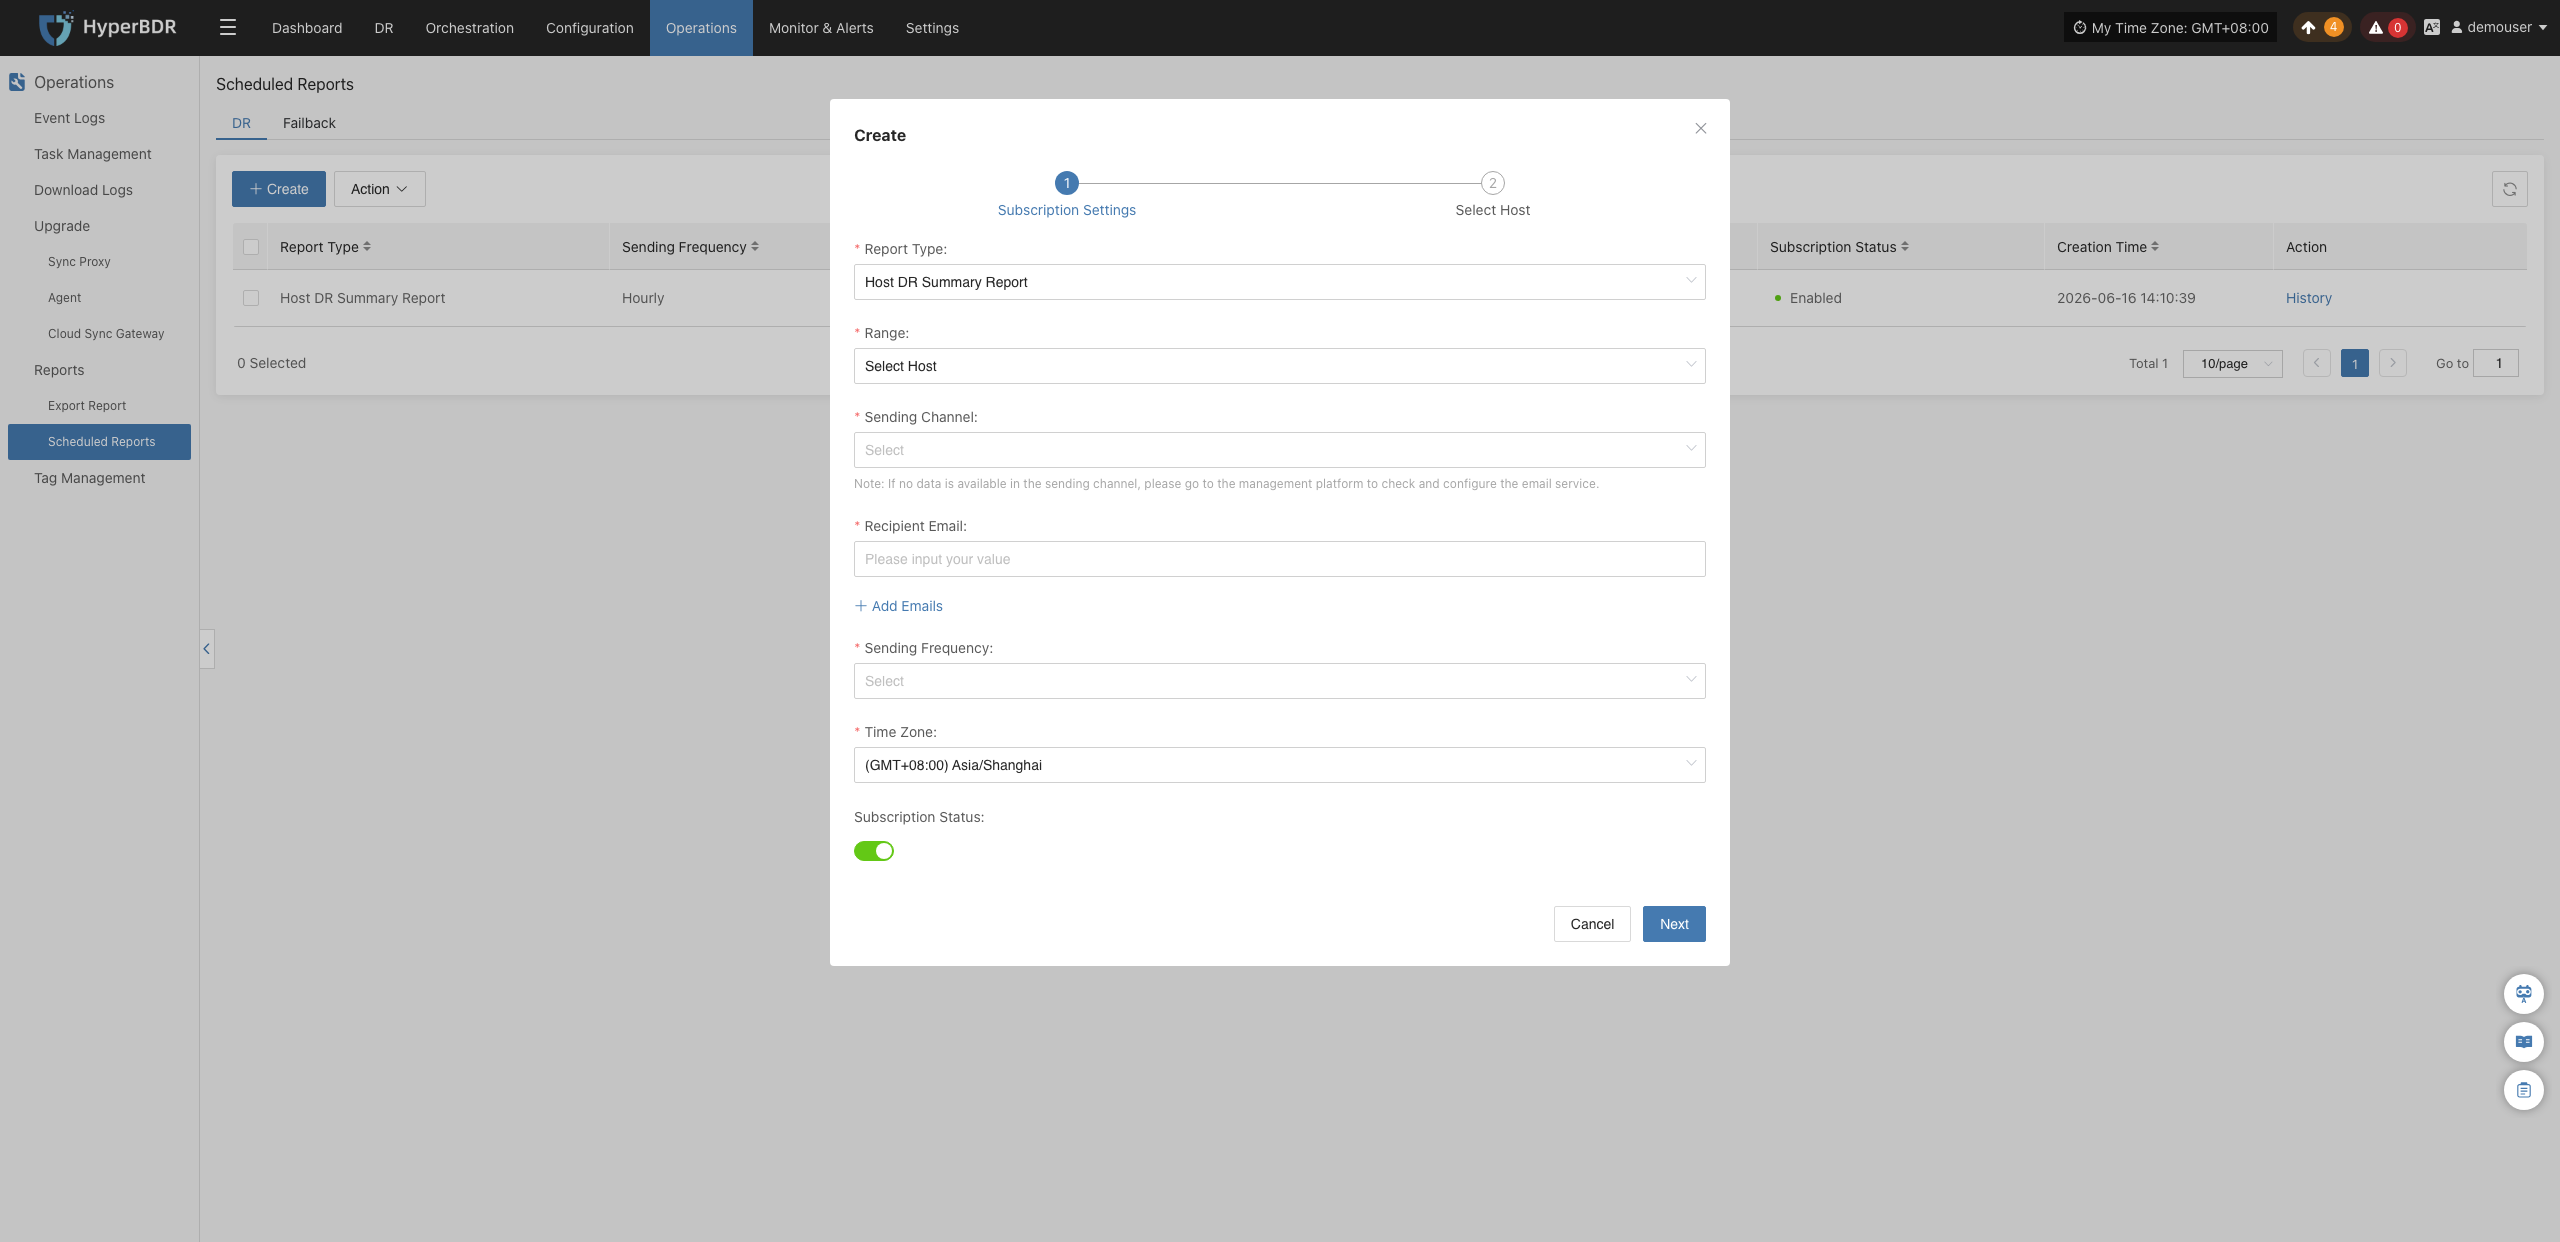 HyperBDR
Dashboard
DR
Orchestration
Configuration
Operations
Monitor & Alerts
Settings
My Time Zone: GMT+08:00
4
0
demouser
Operations
Event Logs
Task Management
Download Logs
Upgrade
Sync Proxy
Agent
Cloud Sync Gateway
Reports
Export Report
Scheduled Reports
Tag Management
Scheduled Reports
DR
Failback
Create
Action
Report Type
Sending Frequency
Subscription Status
Creation Time
Action
Host DR Summary Report
Hourly
Enabled
2026-06-16 14:10:39
History
0 Selected
Total 1
10/page
1
Go to
1
Create
1
Subscription Settings
2
Select Host
* Report Type:
Host DR Summary Report
* Range:
Select Host
* Sending Channel:
Select
Note: If no data is available in the sending channel, please go to the management platform to check and configure the email service.
* Recipient Email:
Please input your value
+ Add Emails
* Sending Frequency:
Select
* Time Zone:
(GMT+08:00) Asia/Shanghai
Subscription Status:
Cancel
Next